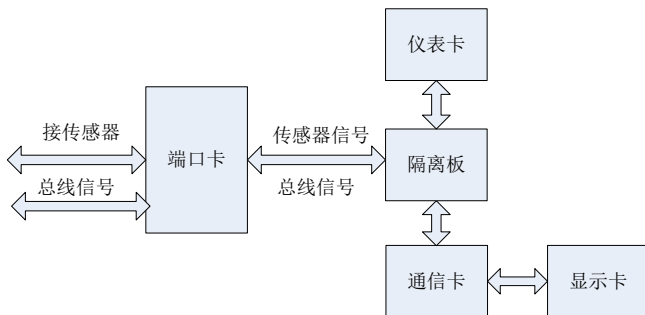 仪表卡
接传感器
传感器信号
端口卡
隔离板
总线信号
总线信号
通信卡
显示卡